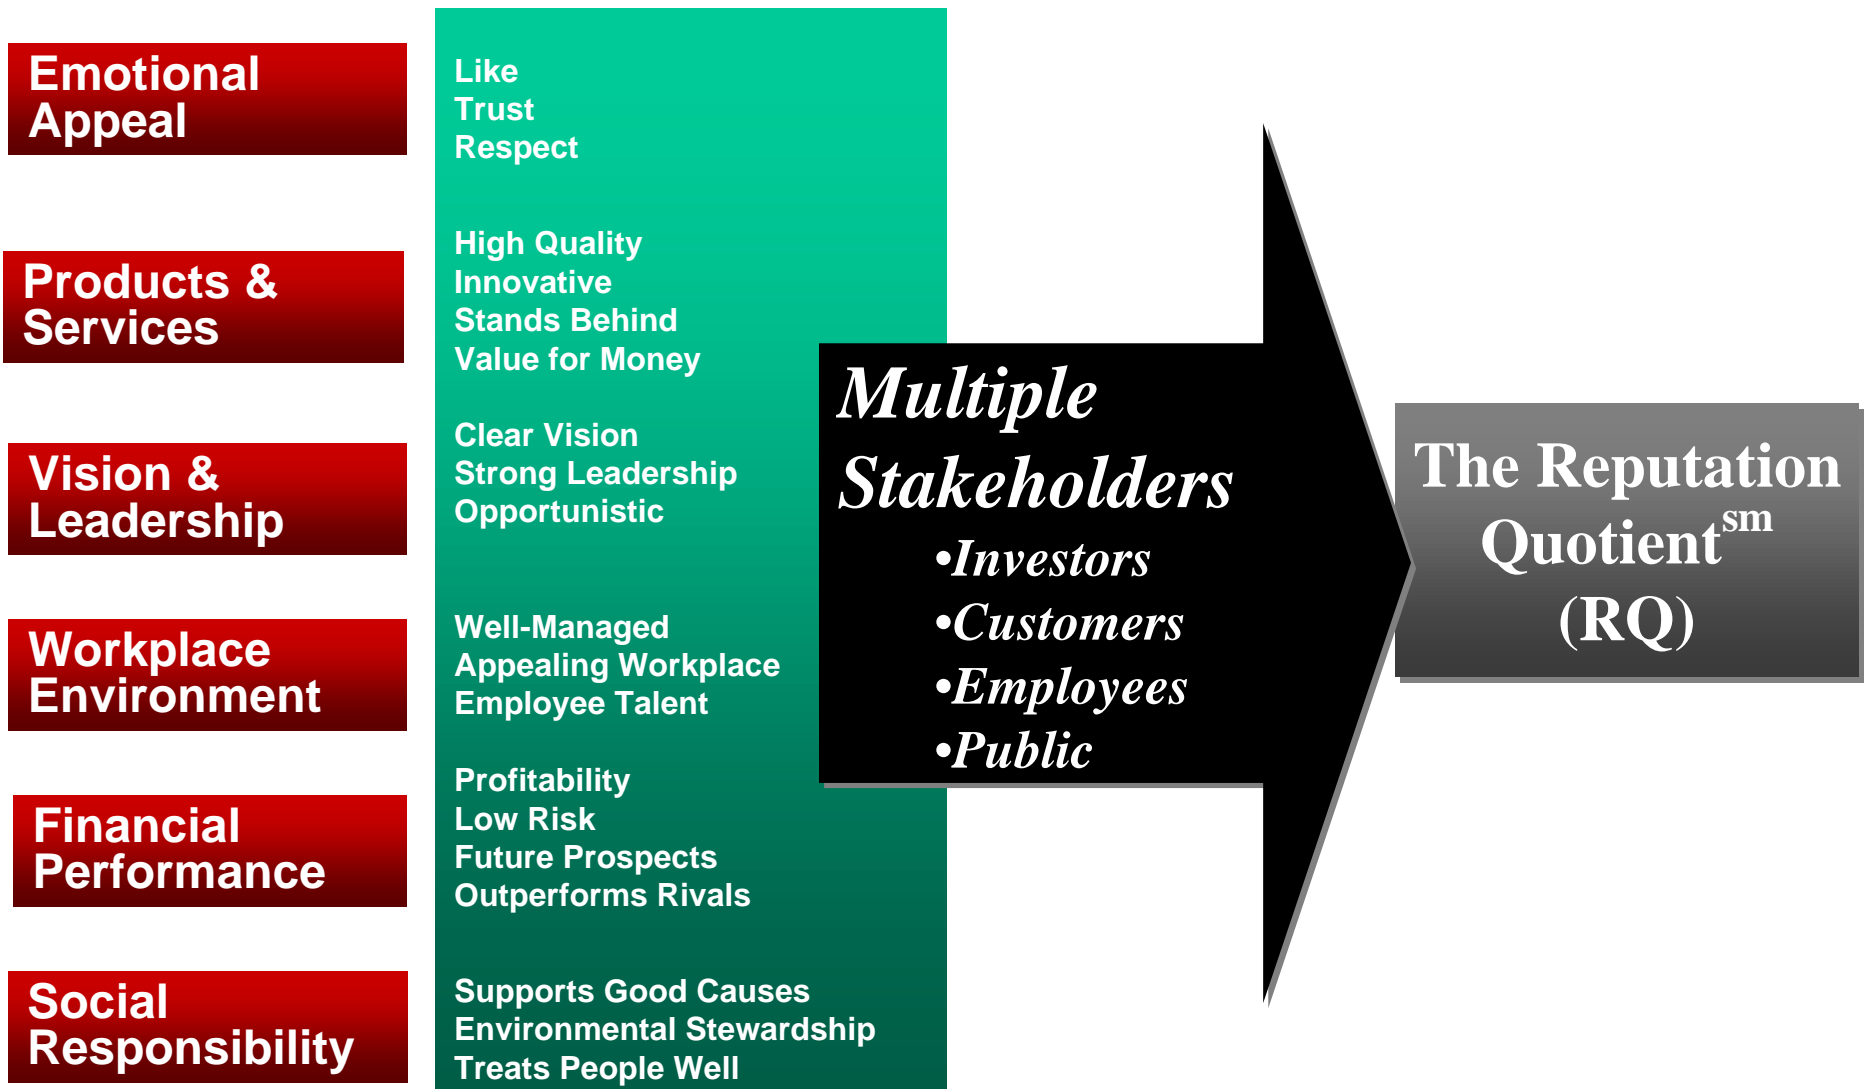 Emotional
Appeal
Like
Trust
Respect
Products &
Services
High Quality
Innovative
Stands Behind
Value for Money
Vision &
Leadership
Clear Vision
Strong Leadership
Opportunistic
Workplace
Environment
Well-Managed
Appealing Workplace
Employee Talent
Financial
Performance
Profitability
Low Risk
Future Prospects
Outperforms Rivals
Social
Responsibility
Supports Good Causes
Environmental Stewardship
Treats People Well
Multiple
Stakeholders
•Investors
•Customers
•Employees
•Public
The Reputation
Quotient^sm
(RQ)